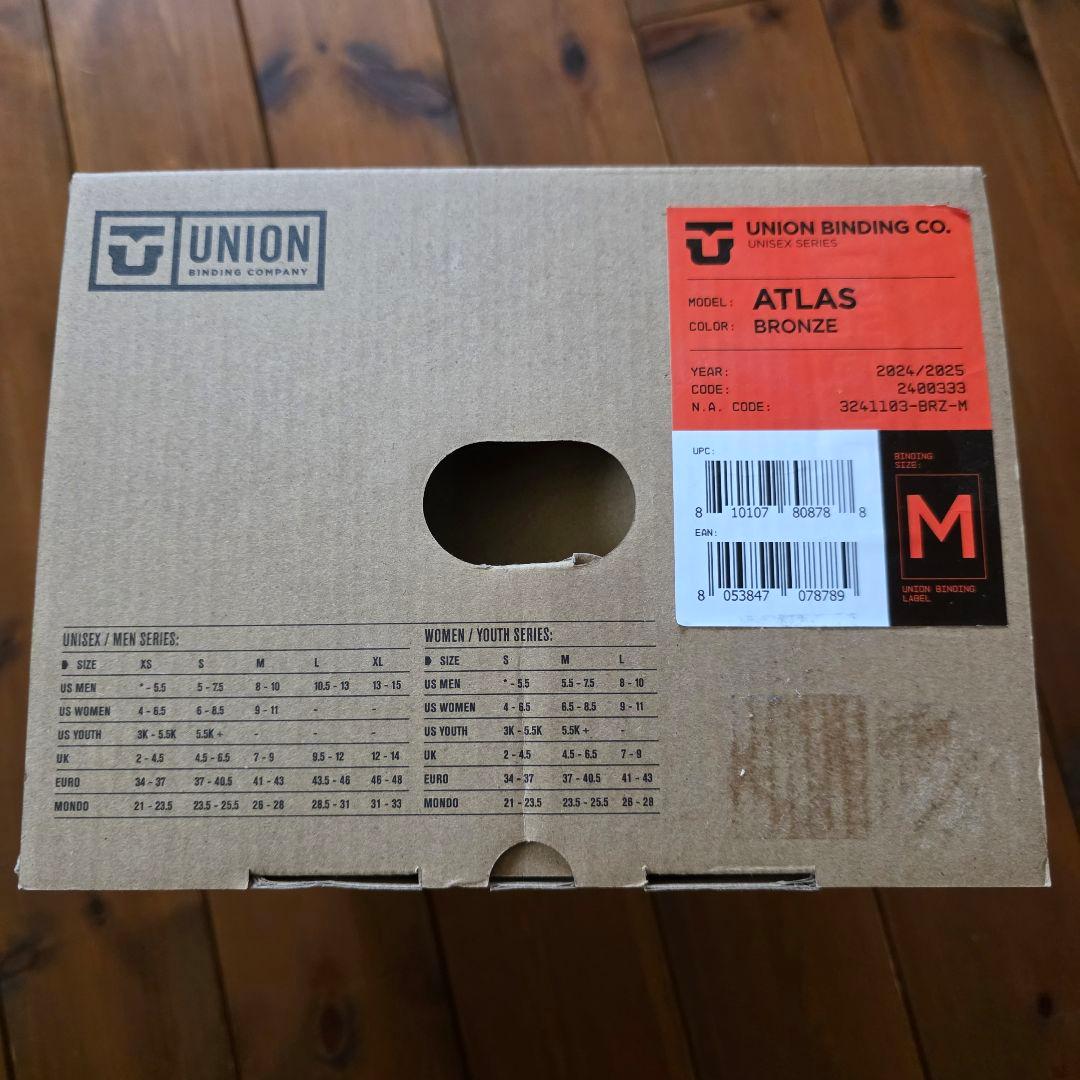 UNION
BINDING COMPANY
UNION BINDING CO.
UNISEX SERIES
MODEL: ATLAS
COLOR: BRONZE
YEAR: 2024/2025
CODE: 2400333
N.A. CODE: 3241103-BRZ-M
UPC:
8 10107 80878 8
EAN:
8 053847 078789
BINDING
SIZE:
M
UNION BINDING
LABEL
UNISEX / MEN SERIES:
SIZE XS S M L XL
US MEN * - 5.5 5 - 7.5 8 - 10 10.5 - 13 13 - 15
US WOMEN 4 - 6.5 6 - 8.5 9 - 11 - -
US YOUTH 3K - 5.5K 5.5K + - - -
UK 2 - 4.5 4.5 - 6.5 7 - 9 9.5 - 12 12 - 14
EURO 34 - 37 37 - 40.5 41 - 43 43.5 - 46 46 - 48
MONDO 21 - 23.5 23.5 - 25.5 26 - 28 28.5 - 31 31 - 33
WOMEN / YOUTH SERIES:
SIZE S M L
US MEN * - 5.5 5.5 - 7.5 8 - 10
US WOMEN 4 - 6.5 6.5 - 8.5 9 - 11
US YOUTH 3K - 5.5K 5.5K + -
UK 2 - 4.5 4.5 - 6.5 7 - 9
EURO 34 - 37 37 - 40.5 41 - 43
MONDO 21 - 23.5 23.5 - 25.5 26 - 28